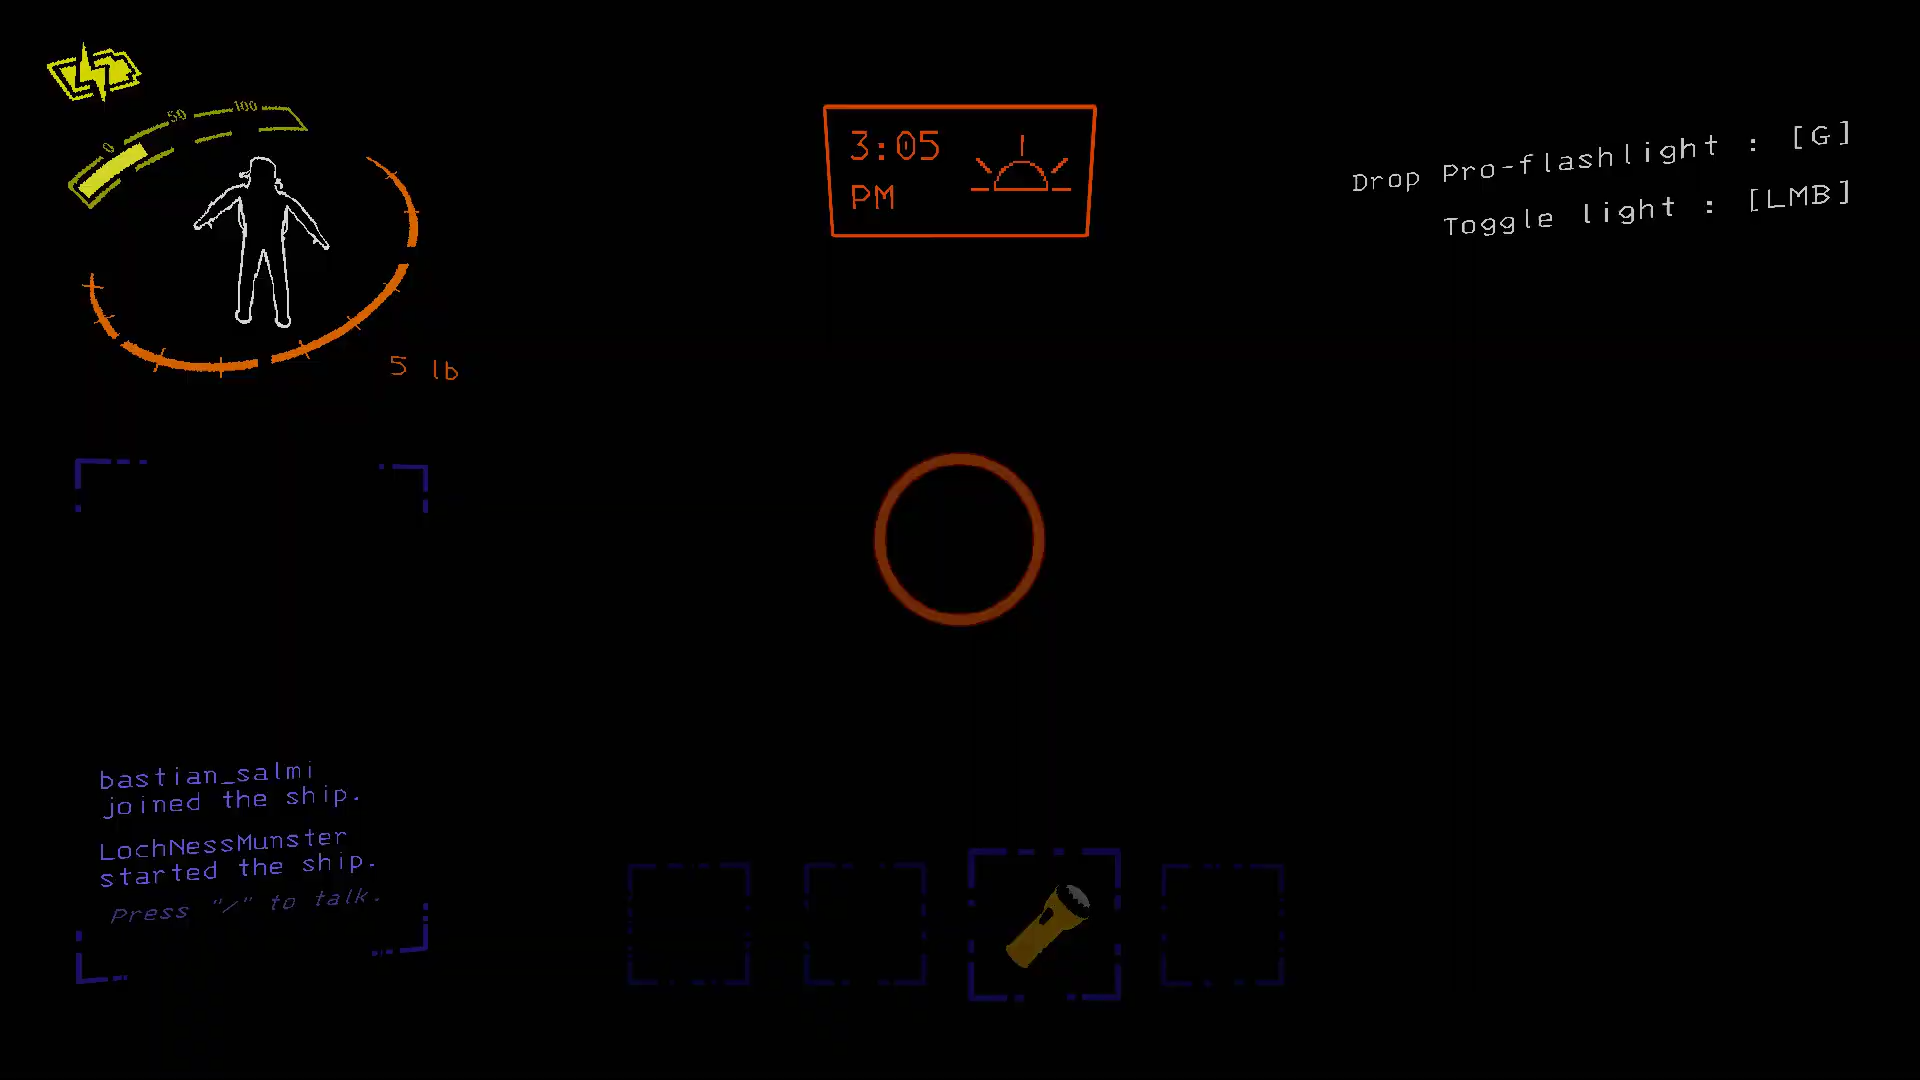 0 50 100
3:05
PM
Drop Pro-flashlight : [G]
Toggle light : [LMB]
5 lb
bastian_salmi
joined the ship.
LochNessMunster
started the ship.
Press "/" to talk.